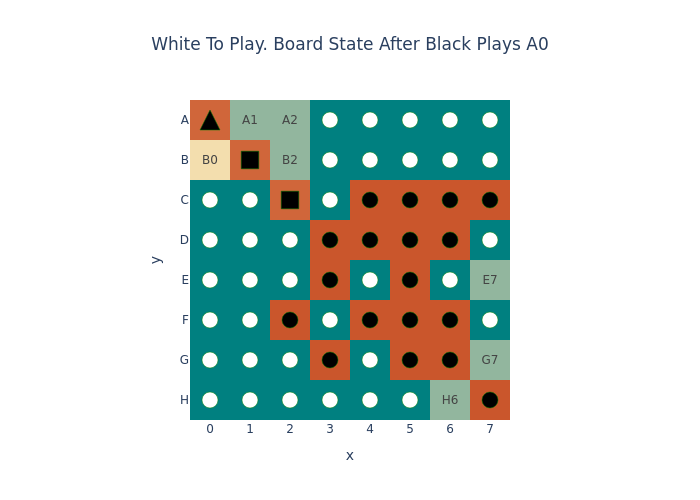 White To Play. Board State After Black Plays A0
A A1 A2
B B0 B2
C
D
E E7
F
G G7
H H6
0 1 2 3 4 5 6 7
x
y